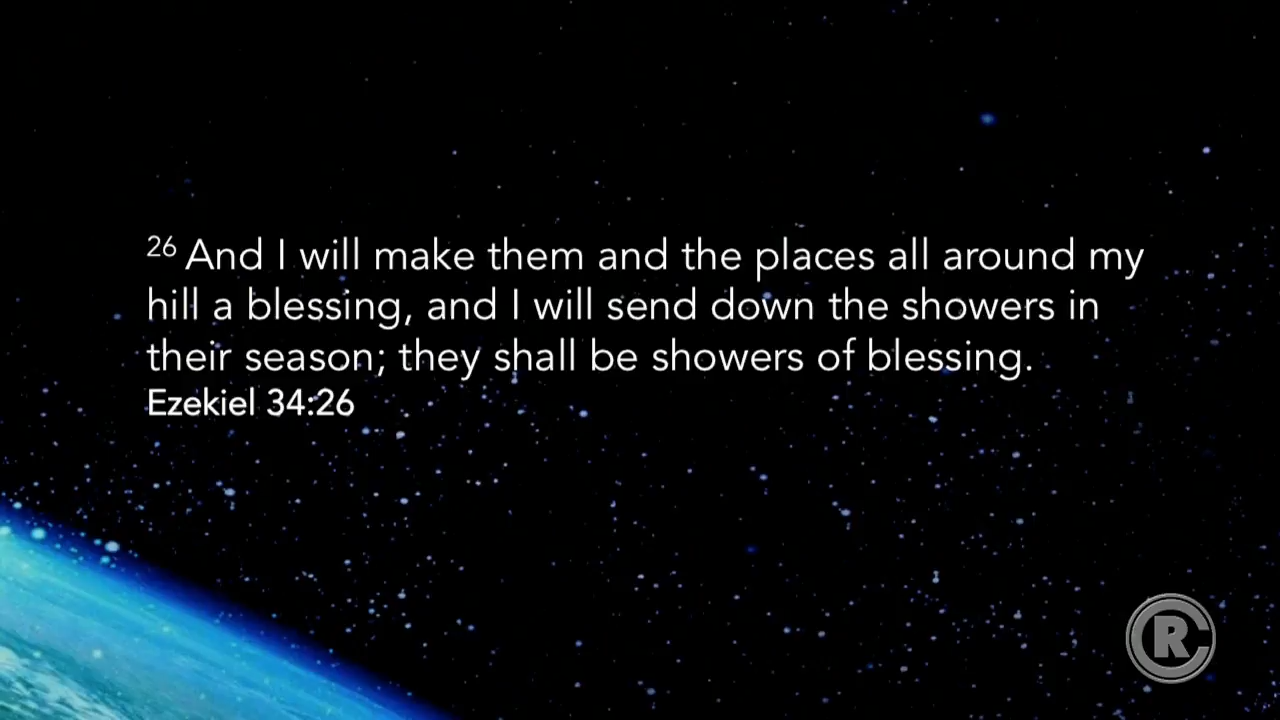 26 And I will make them and the places all around my
hill a blessing, and I will send down the showers in
their season; they shall be showers of blessing.
Ezekiel 34:26
CR